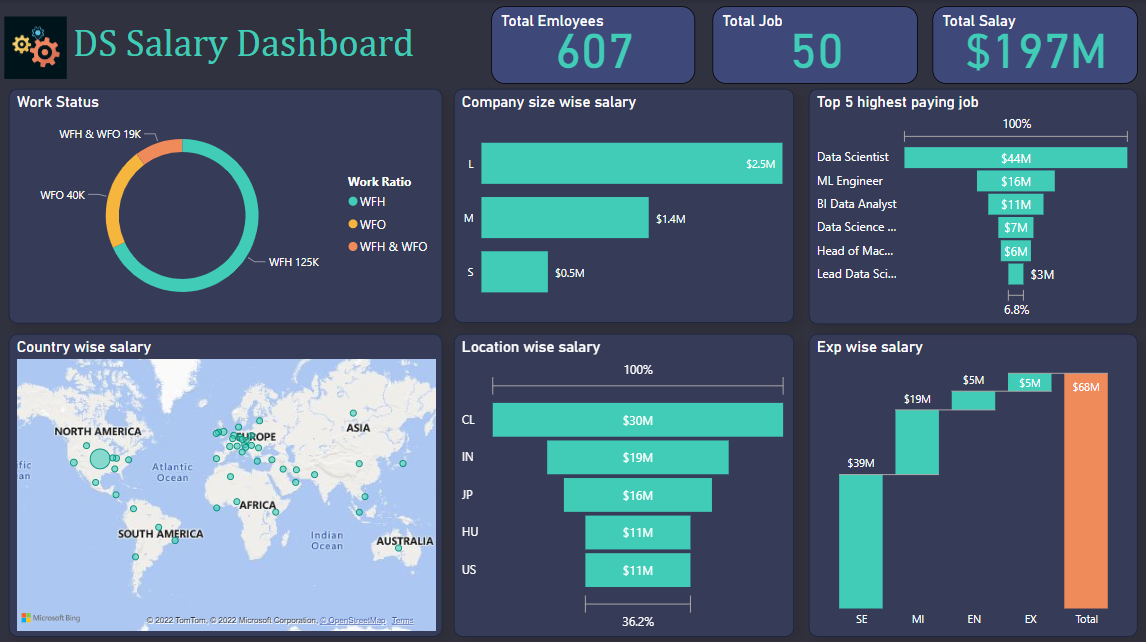 DS Salary Dashboard
Total Emloyees
607
Total Job
50
Total Salay
$197M
Work Status
WFH & WFO 19K
WFO 40K
WFH 125K
Work Ratio
WFH
WFO
WFH & WFO
Company size wise salary
L $2.5M
M $1.4M
S $0.5M
Top 5 highest paying job
100%
Data Scientist $44M
ML Engineer $16M
BI Data Analyst $11M
Data Science ... $7M
Head of Mac... $6M
Lead Data Sci... $3M
6.8%
Country wise salary
NORTH AMERICA
EUROPE
ASIA
fic
an
Atlantic
Ocean
AFRICA
SOUTH AMERICA
Indian
Ocean
AUSTRALIA
Microsoft Bing
© 2022 TomTom, © 2022 Microsoft Corporation, © OpenStreetMap Terms
Location wise salary
100%
CL $30M
IN $19M
JP $16M
HU $11M
US $11M
36.2%
Exp wise salary
$39M
$19M
$5M
$5M
$68M
SE MI EN EX Total